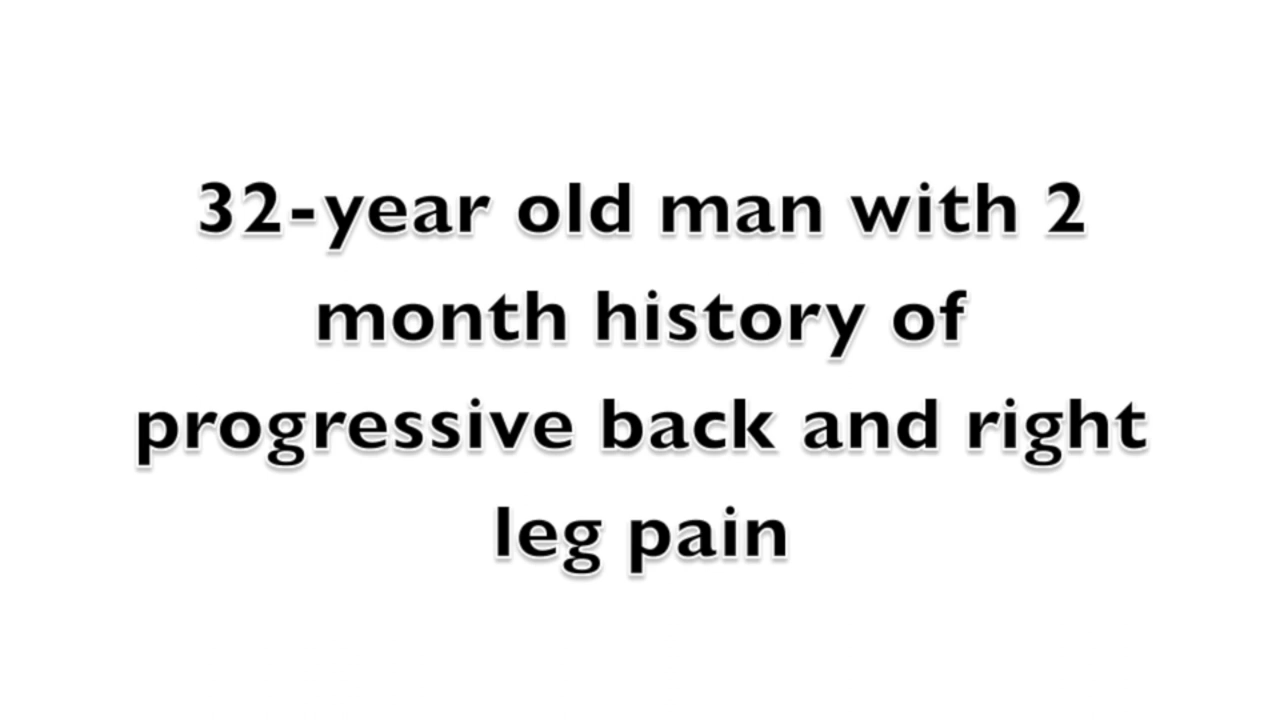 32-year old man with 2
month history of
progressive back and right
leg pain